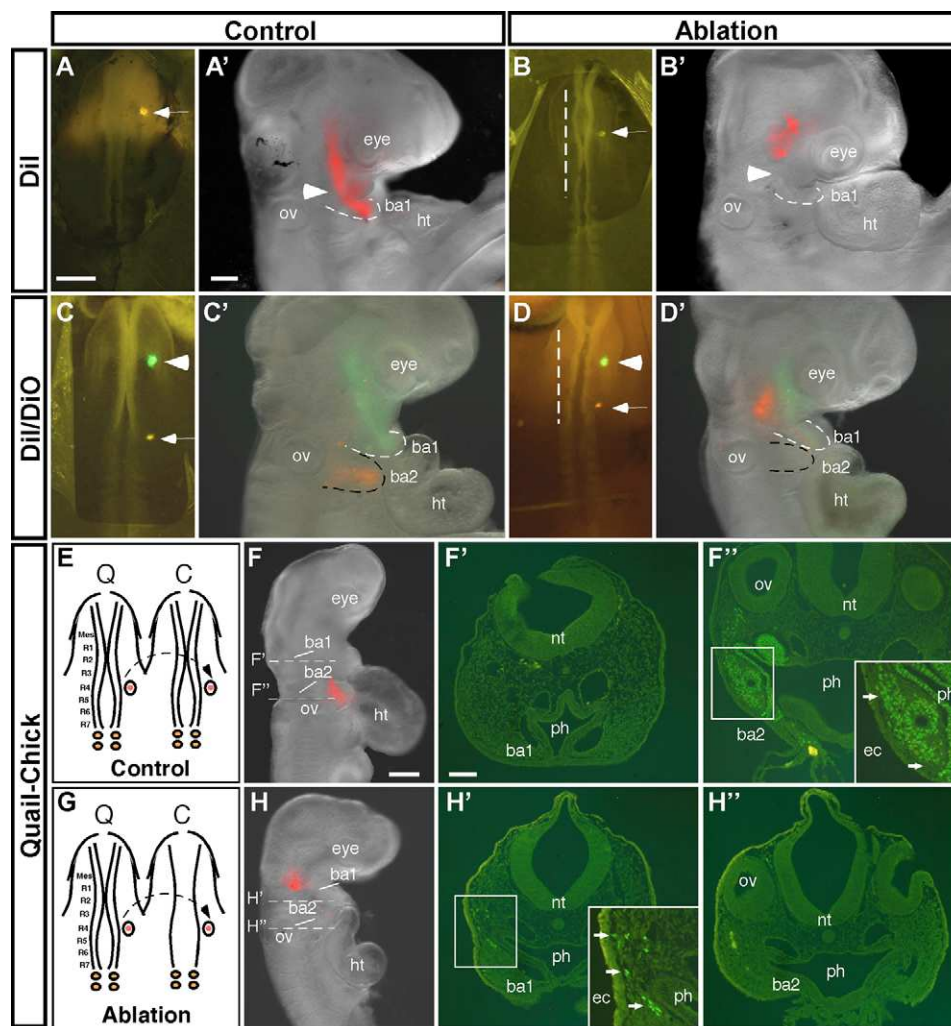 Control
Ablation
DiI
A
A’
eye
ba1
ov
ht
B
B’
eye
ba1
ov
ht
DiI/DiO
C
C’
eye
ba1
ov
ba2
ht
D
D’
eye
ba1
ov
ba2
ht
Quail-Chick
E
Q C
Mes
R1
R2
R3
R4
R5
R6
R7
Control
F
eye
ba1
F’
ba2
F’’
ov
ht
F’
nt
ph
ba1
F’’
ov
nt
ph
ba2
ph
ec
G
Q C
Mes
R1
R2
R3
R4
R5
R6
R7
Ablation
H
eye
ba1
H’
ba2
H’’
ov
ht
H’
nt
ph
ba1
ec
ph
H’’
ov
nt
ph
ba2